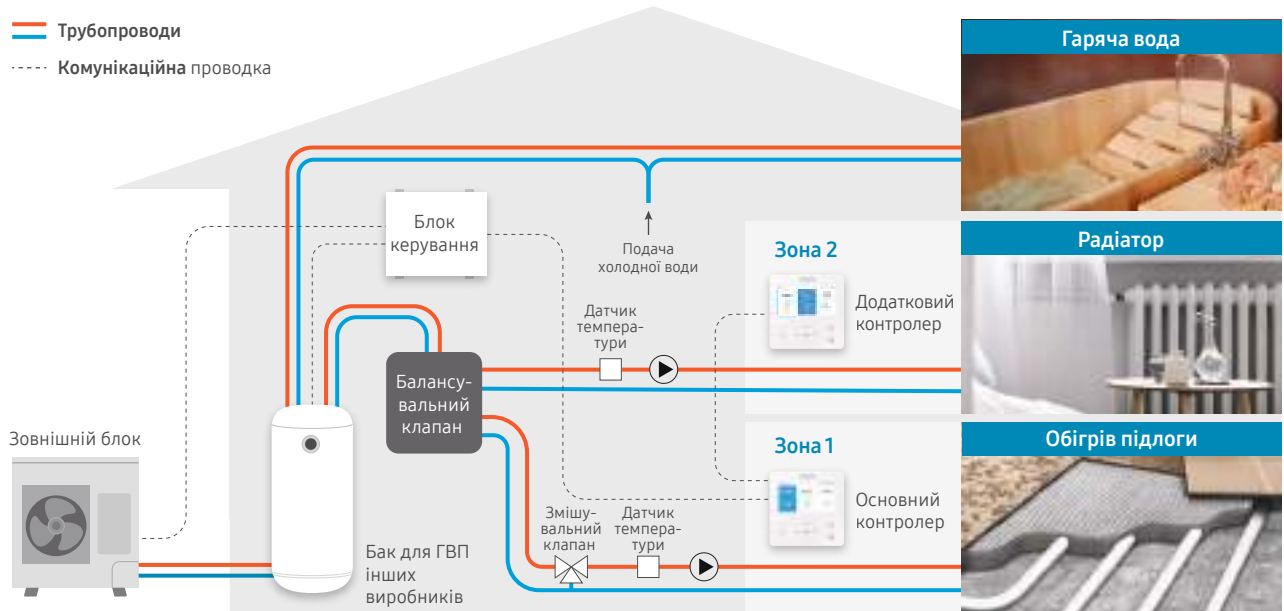 Трубопроводи
Комунікаційна проводка
Гаряча вода
Блок
керування
Подача
холодної води
Зона 2
Радіатор
Додатковий
контролер
Датчик
темпера-
тури
Балансу-
вальний
клапан
Зовнішній блок
Зона 1
Обігрів підлоги
Основний
контролер
Змішу-
вальний
клапан
Датчик
темпера-
тури
Бак для ГВП
інших
виробників